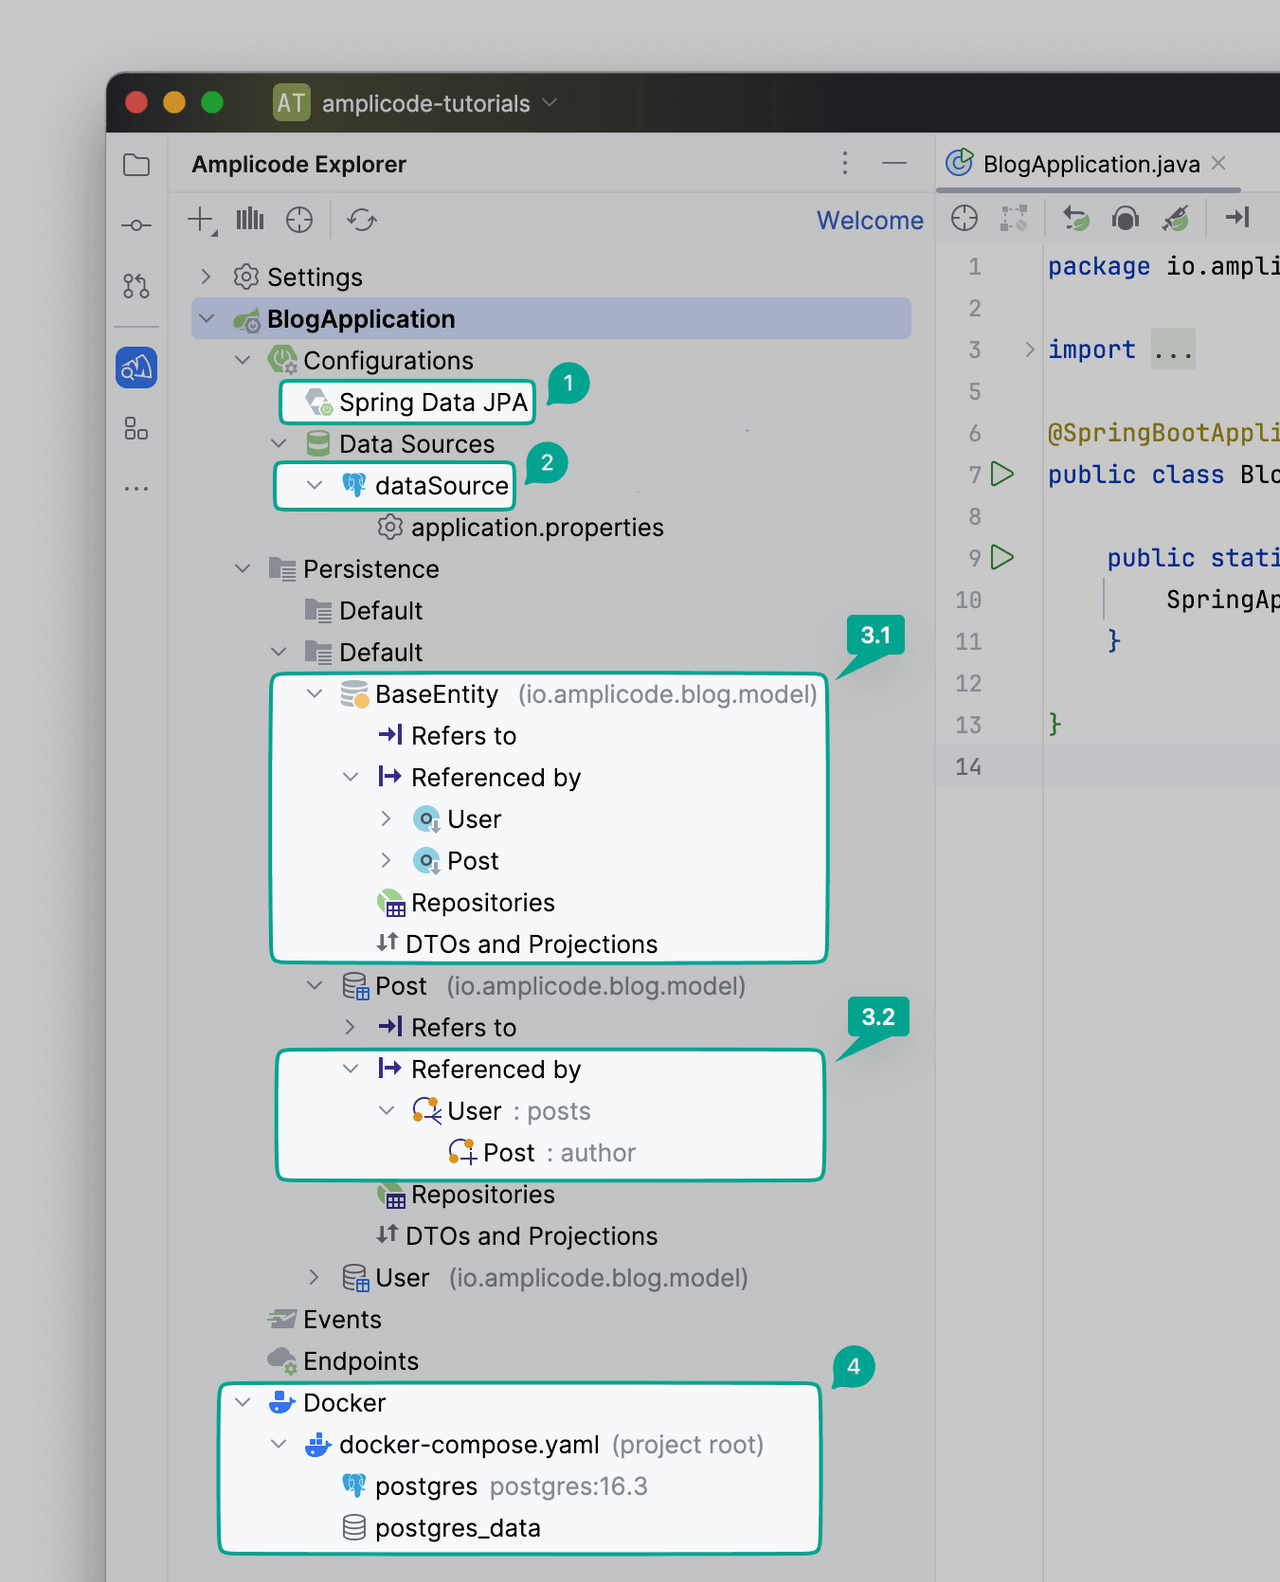 AT amplicode-tutorials
Amplicode Explorer
BlogApplication.java
Welcome
Settings
BlogApplication
Configurations
Spring Data JPA
1
Data Sources
dataSource
2
application.properties
Persistence
Default
Default
3.1
BaseEntity (io.amplicode.blog.model)
Refers to
Referenced by
User
Post
Repositories
DTOs and Projections
Post (io.amplicode.blog.model)
Refers to
3.2
Referenced by
User : posts
Post : author
Repositories
DTOs and Projections
User (io.amplicode.blog.model)
Events
Endpoints
4
Docker
docker-compose.yaml (project root)
postgres postgres:16.3
postgres_data
1 package io.ampli
2
3 import ...
5
6 @SpringBootAppli
7 public class Blo
8
9 public stati
10 SpringAp
11 }
12
13 }
14